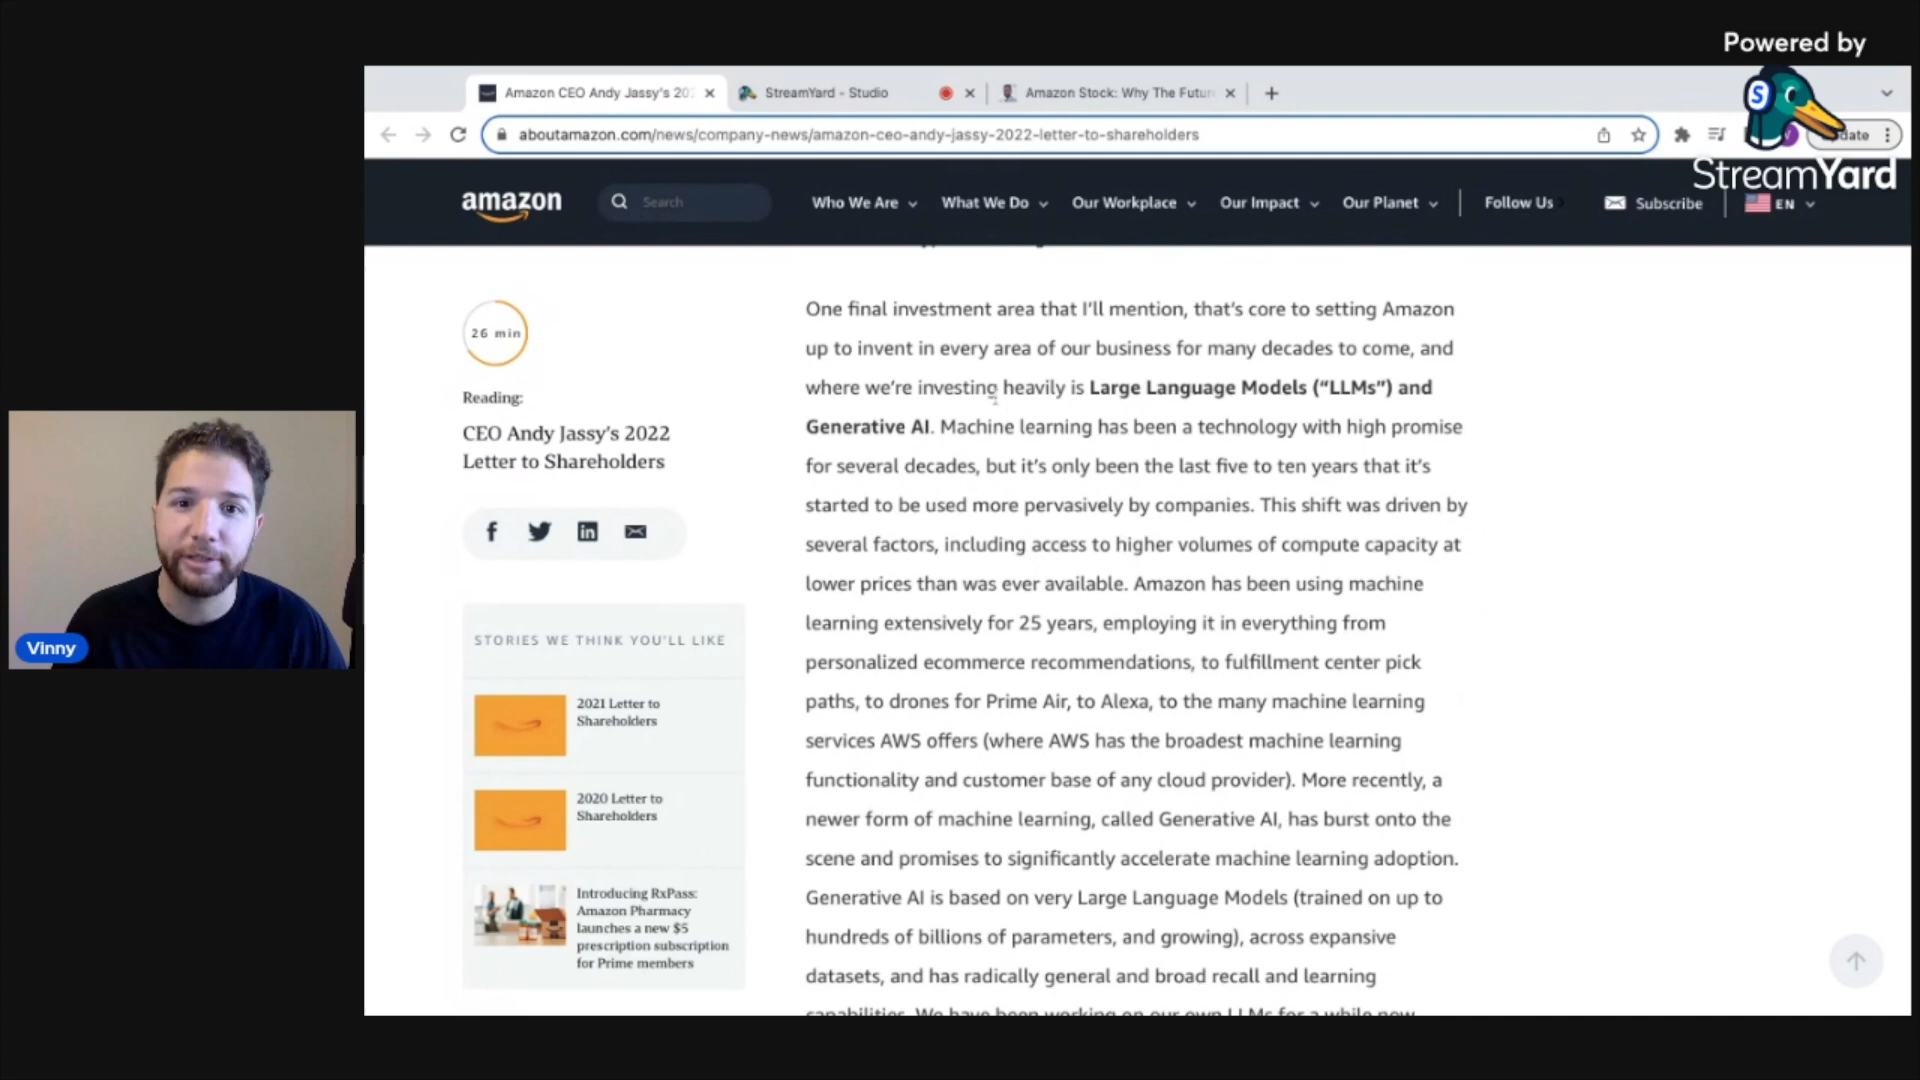 Powered by
StreamYard
Amazon CEO Andy Jassy's 202
StreamYard - Studio
Amazon Stock: Why The Futur
aboutamazon.com/news/company-news/amazon-ceo-andy-jassy-2022-letter-to-shareholders
amazon
Search
Who We Are
What We Do
Our Workplace
Our Impact
Our Planet
Follow Us
Subscribe
EN
26 min
Reading:
CEO Andy Jassy's 2022
Letter to Shareholders
STORIES WE THINK YOU'LL LIKE
2021 Letter to
Shareholders
2020 Letter to
Shareholders
Introducing RxPass:
Amazon Pharmacy
launches a new $5
prescription subscription
for Prime members
One final investment area that I'll mention, that's core to setting Amazon
up to invent in every area of our business for many decades to come, and
where we're investing heavily is Large Language Models (“LLMs”) and
Generative AI. Machine learning has been a technology with high promise
for several decades, but it's only been the last five to ten years that it's
started to be used more pervasively by companies. This shift was driven by
several factors, including access to higher volumes of compute capacity at
lower prices than was ever available. Amazon has been using machine
learning extensively for 25 years, employing it in everything from
personalized ecommerce recommendations, to fulfillment center pick
paths, to drones for Prime Air, to Alexa, to the many machine learning
services AWS offers (where AWS has the broadest machine learning
functionality and customer base of any cloud provider). More recently, a
newer form of machine learning, called Generative AI, has burst onto the
scene and promises to significantly accelerate machine learning adoption.
Generative AI is based on very Large Language Models (trained on up to
hundreds of billions of parameters, and growing), across expansive
datasets, and has radically general and broad recall and learning
capabilities. We have been working on our own LLMs for a while now,
Vinny